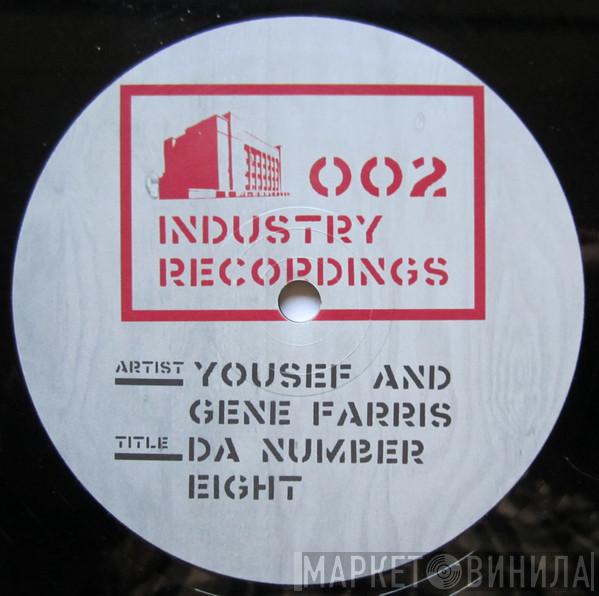 002
INDUSTRY
RECORDINGS
ARTIST YOUSEF AND
GENE FARRIS
TITLE DA NUMBER
EIGHT
МАРКЕТ ВИНИЛА